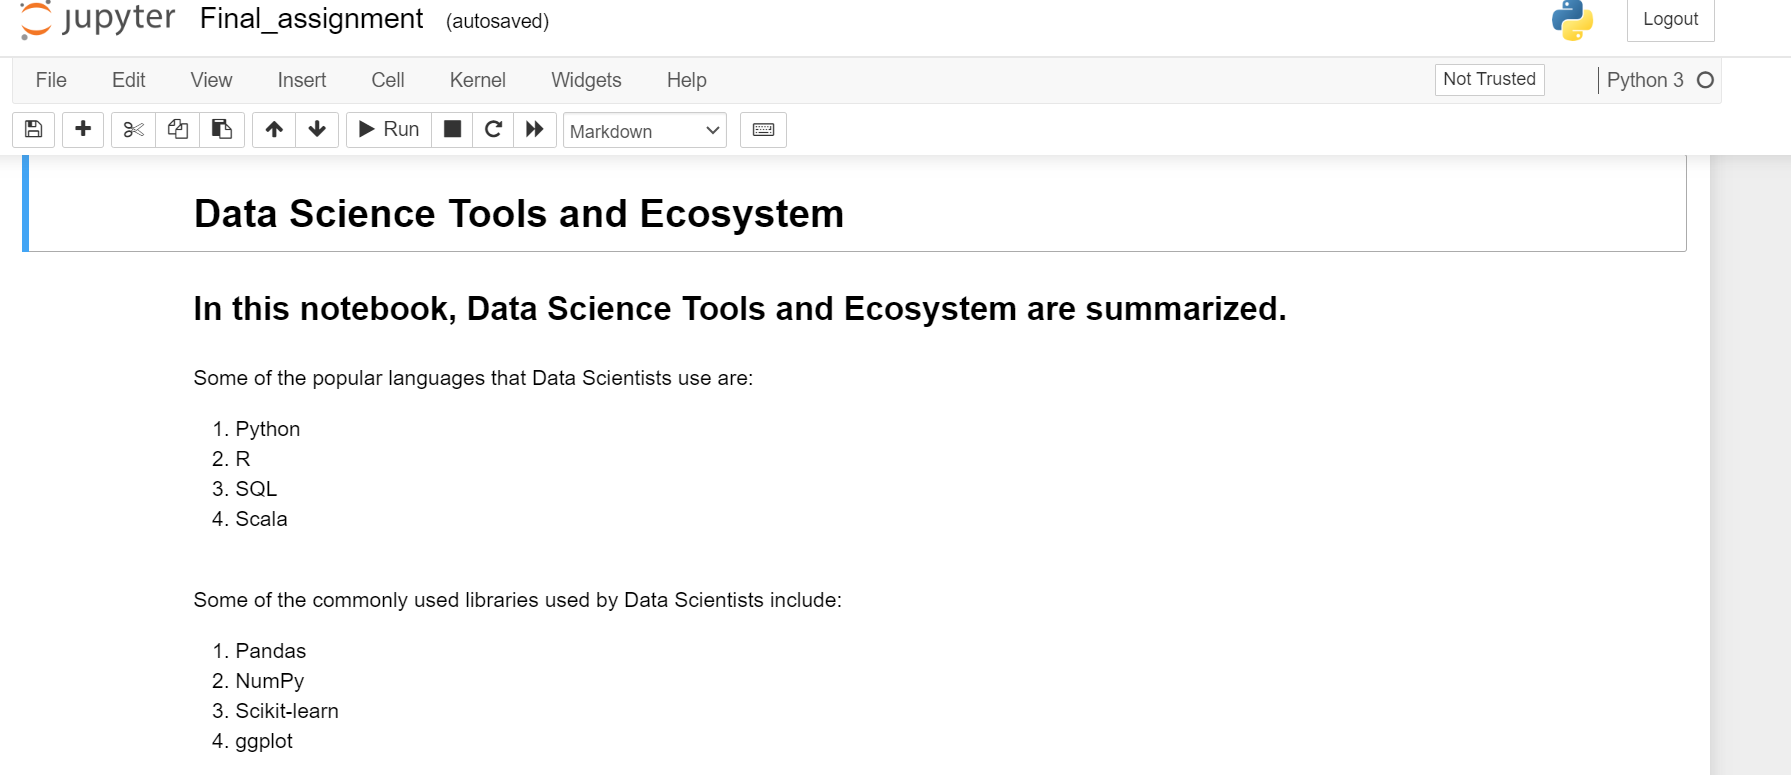 jupyter Final_assignment (autosaved) Logout
File Edit View Insert Cell Kernel Widgets Help Not Trusted Python 3
Run Markdown
Data Science Tools and Ecosystem
In this notebook, Data Science Tools and Ecosystem are summarized.
Some of the popular languages that Data Scientists use are:
1. Python
2. R
3. SQL
4. Scala
Some of the commonly used libraries used by Data Scientists include:
1. Pandas
2. NumPy
3. Scikit-learn
4. ggplot